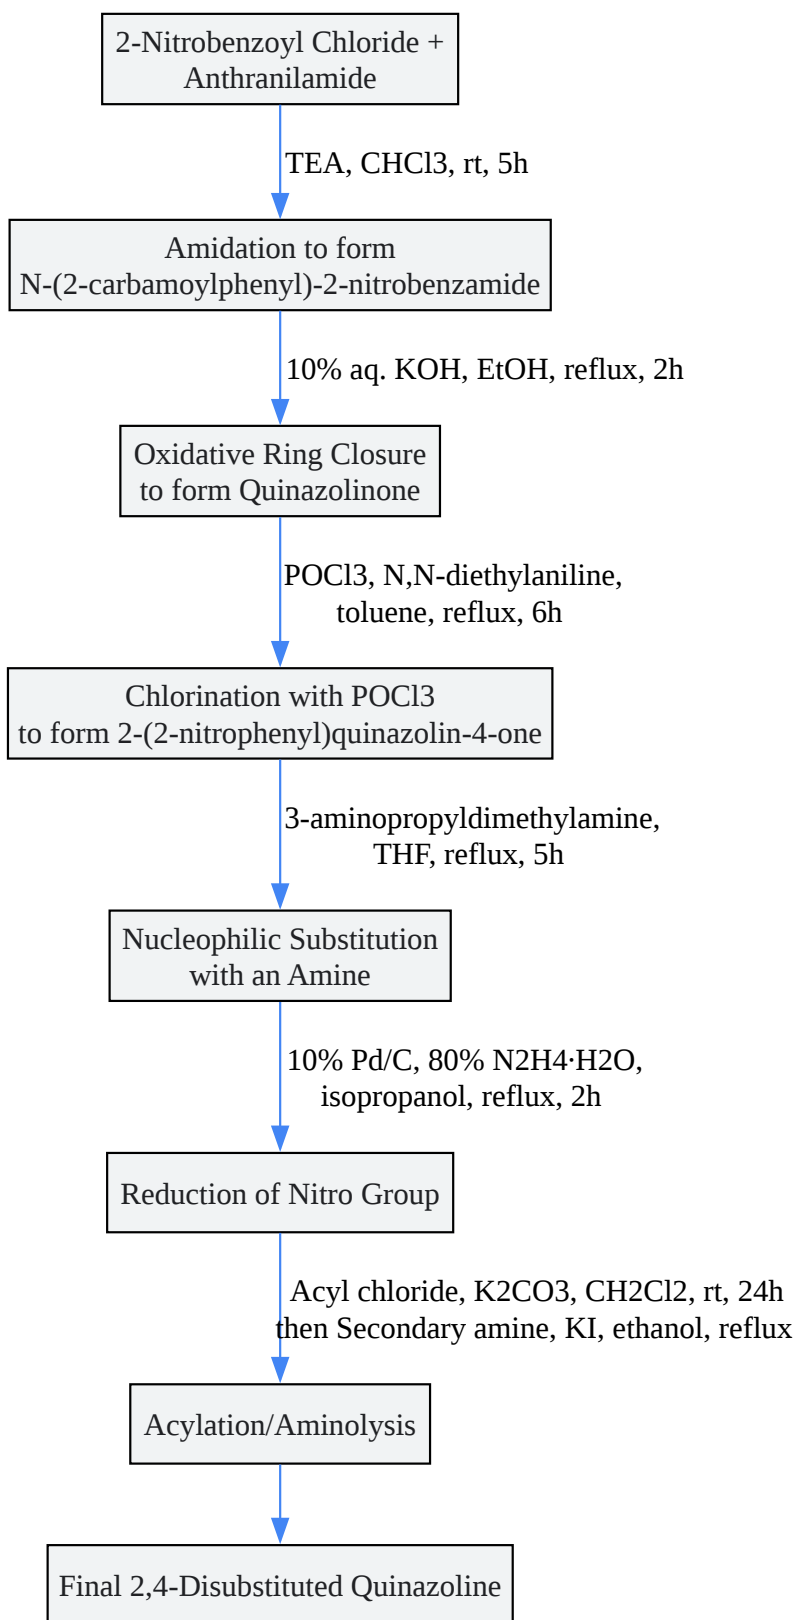 2-Nitrobenzoyl Chloride +
Anthranilamide
TEA, CHCl3, rt, 5h
Amidation to form
N-(2-carbamoylphenyl)-2-nitrobenzamide
10% aq. KOH, EtOH, reflux, 2h
Oxidative Ring Closure
to form Quinazolinone
POCl3, N,N-diethylaniline,
toluene, reflux, 6h
Chlorination with POCl3
to form 2-(2-nitrophenyl)quinazolin-4-one
3-aminopropyldimethylamine,
THF, reflux, 5h
Nucleophilic Substitution
with an Amine
10% Pd/C, 80% N2H4·H2O,
isopropanol, reflux, 2h
Reduction of Nitro Group
Acyl chloride, K2CO3, CH2Cl2, rt, 24h
then Secondary amine, KI, ethanol, reflux
Acylation/Aminolysis
Final 2,4-Disubstituted Quinazoline